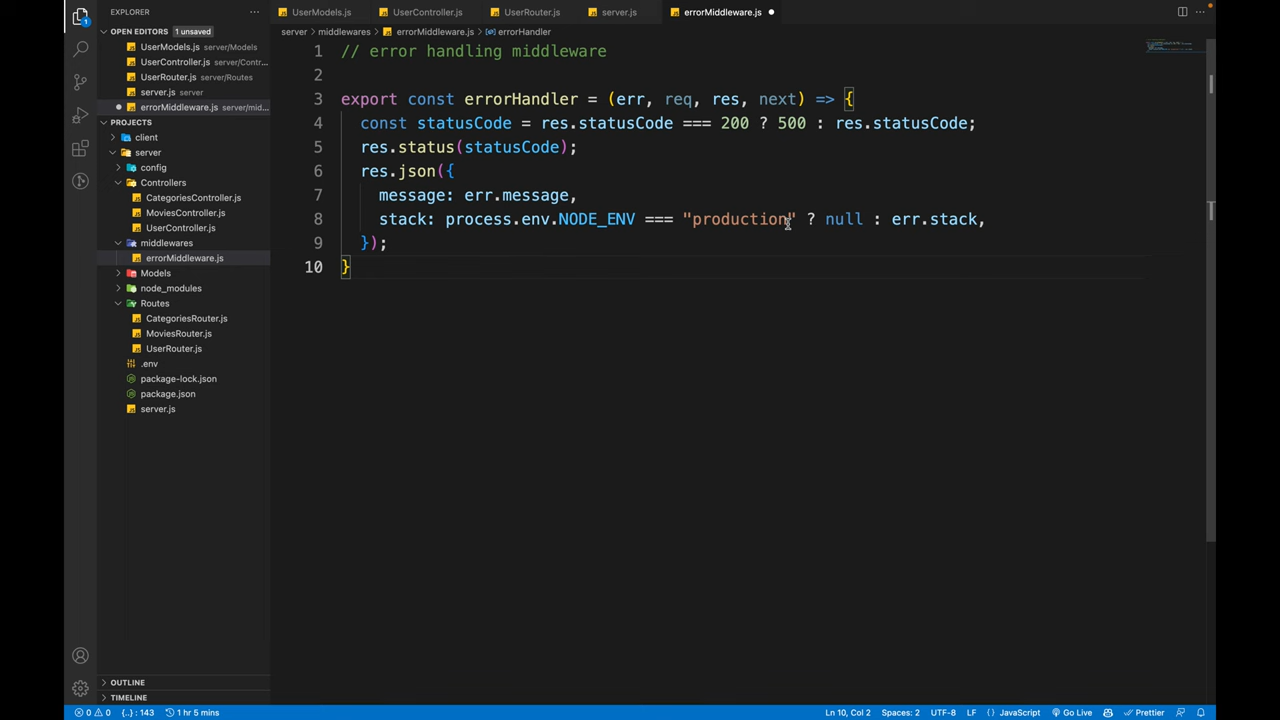 EXPLORER
OPEN EDITORS 1 unsaved
UserModels.js server/Models
UserController.js server/Contr...
UserRouter.js server/Routes
server.js server
errorMiddleware.js server/mid...
PROJECTS
client
server
config
Controllers
CategoriesController.js
MoviesController.js
UserController.js
middlewares
errorMiddleware.js
Models
node_modules
Routes
CategoriesRouter.js
MoviesRouter.js
UserRouter.js
.env
package-lock.json
package.json
server.js
OUTLINE
TIMELINE
UserModels.js UserController.js UserRouter.js server.js errorMiddleware.js
server > middlewares > errorMiddleware.js > errorHandler
1 // error handling middleware
2
3 export const errorHandler = (err, req, res, next) => {
4 const statusCode = res.statusCode === 200 ? 500 : res.statusCode;
5 res.status(statusCode);
6 res.json({
7 message: err.message,
8 stack: process.env.NODE_ENV === "production" ? null : err.stack,
9 });
10 }
0 0 {..} : 143 1 hr 5 mins Ln 10, Col 2 Spaces: 2 UTF-8 LF { } JavaScript Go Live Prettier